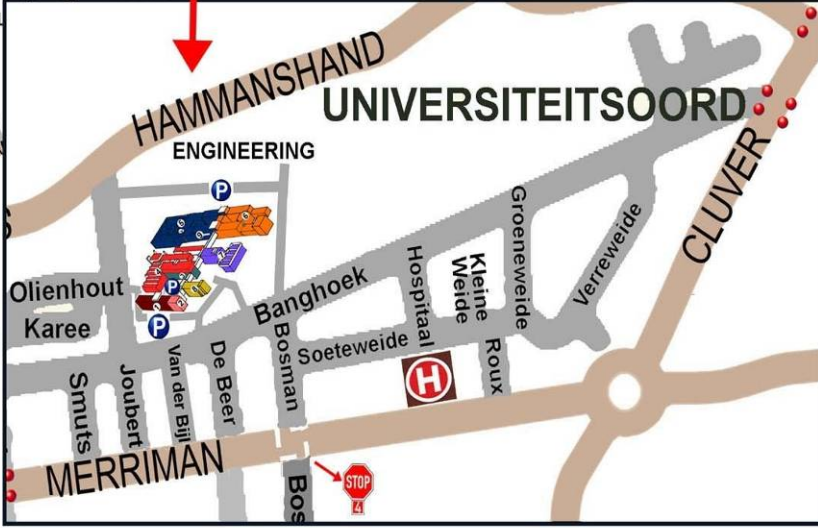 HAMMANSHAND
UNIVERSITEITSOORD
ENGINEERING
P
CLUVER
Groeneweide
Verreweide
Hospitaal
Kleine
Weide
Banghoek
P
Olienhout
Karee
P
Bosman
Soeteweide
Van der Bijl
De Beer
Joubert
Smuts
Roux
H
MERRIMAN
Bos
STOP
4